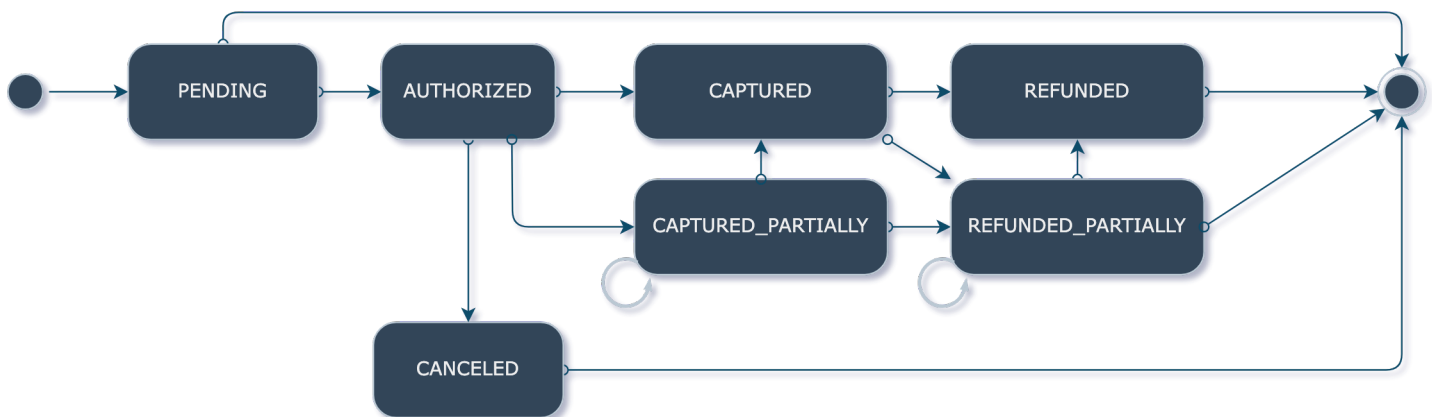 PENDING
AUTHORIZED
CAPTURED
REFUNDED
CAPTURED_PARTIALLY
REFUNDED_PARTIALLY
CANCELED